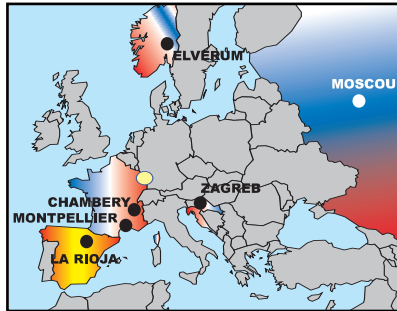 ELVERUM
MOSCOU
ZAGREB
CHAMBERY
MONTPELLIER
LA RIOJA